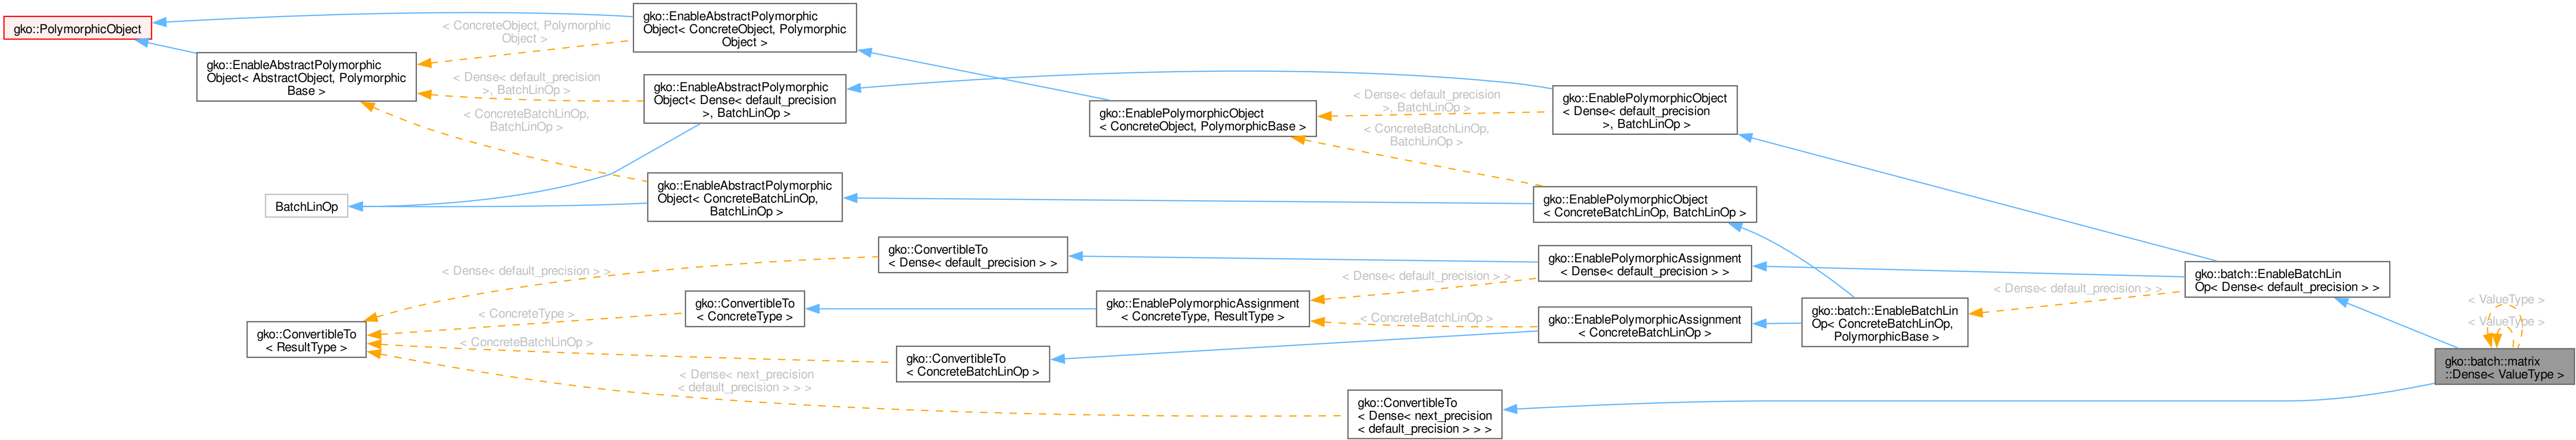 gko::PolymorphicObject
gko::EnableAbstractPolymorphic
Object< AbstractObject, Polymorphic
Base >
BatchLinOp
gko::ConvertibleTo
< ResultType >
< ConcreteObject, Polymorphic
Object >
< Dense< default_precision
>, BatchLinOp >
< ConcreteBatchLinOp,
BatchLinOp >
< Dense< default_precision > >
< ConcreteType >
< ConcreteBatchLinOp >
< Dense< next_precision
< default_precision > > >
gko::EnableAbstractPolymorphic
Object< ConcreteObject, Polymorphic
Object >
gko::EnableAbstractPolymorphic
Object< Dense< default_precision
>, BatchLinOp >
gko::EnableAbstractPolymorphic
Object< ConcreteBatchLinOp,
BatchLinOp >
gko::ConvertibleTo
< Dense< default_precision > >
gko::ConvertibleTo
< ConcreteType >
gko::ConvertibleTo
< ConcreteBatchLinOp >
gko::EnablePolymorphicObject
< ConcreteObject, PolymorphicBase >
gko::EnablePolymorphicAssignment
< ConcreteType, ResultType >
gko::ConvertibleTo
< Dense< next_precision
< default_precision > > >
< Dense< default_precision
>, BatchLinOp >
< ConcreteBatchLinOp,
BatchLinOp >
< Dense< default_precision > >
< ConcreteBatchLinOp >
gko::EnablePolymorphicObject
< Dense< default_precision
>, BatchLinOp >
gko::EnablePolymorphicObject
< ConcreteBatchLinOp, BatchLinOp >
gko::EnablePolymorphicAssignment
< Dense< default_precision > >
gko::EnablePolymorphicAssignment
< ConcreteBatchLinOp >
gko::batch::EnableBatchLin
Op< ConcreteBatchLinOp,
PolymorphicBase >
< Dense< default_precision > >
gko::batch::EnableBatchLin
Op< Dense< default_precision > >
< ValueType >
< ValueType >
gko::batch::matrix
::Dense< ValueType >